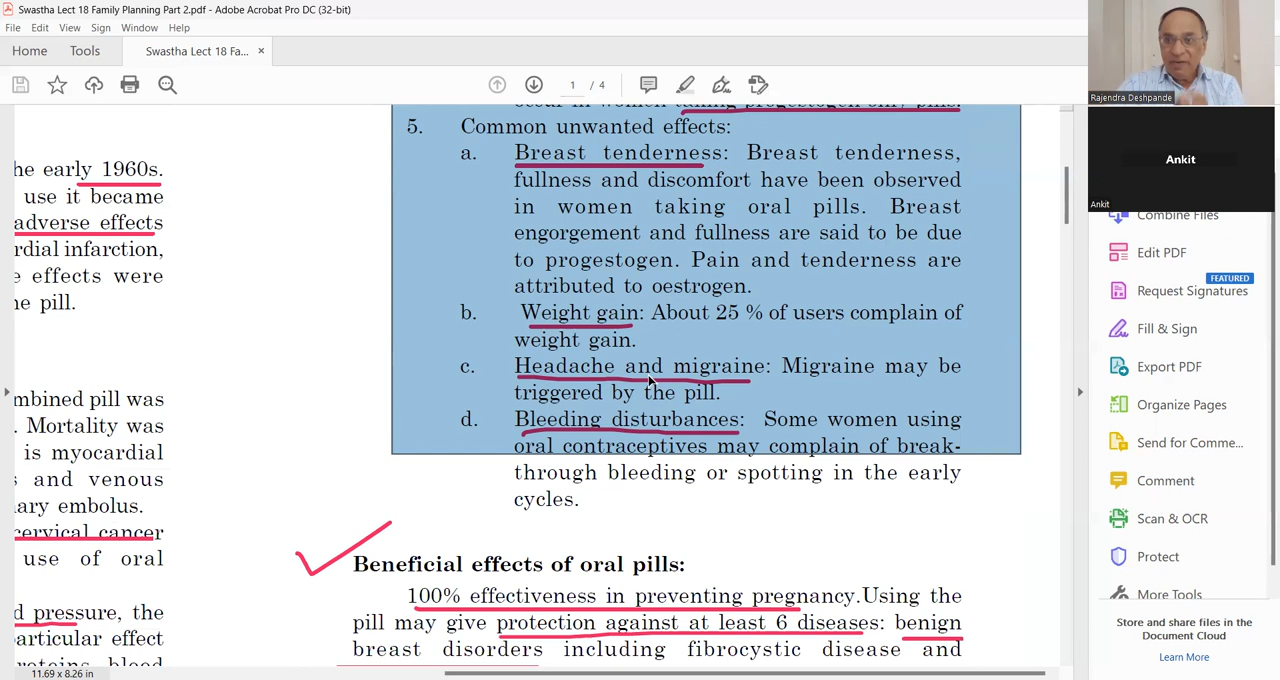 Swastha Lect 18 Family Planning Part 2.pdf - Adobe Acrobat Pro DC (32-bit)
File Edit View Sign Window Help
Home Tools Swastha Lect 18 Fa... ×
1 / 4
Rajendra Deshpande
Ankit
Ankit
he early 1960s.
use it became
adverse effects
rdial infarction,
e effects were
he pill.
mbined pill was
. Mortality was
is myocardial
s and venous
ary embolus.
cervical cancer
use of oral
d pressure, the
articular effect
roteins, blood
occur in women taking progestogen only pills.
5. Common unwanted effects:
a. Breast tenderness: Breast tenderness,
fullness and discomfort have been observed
in women taking oral pills. Breast
engorgement and fullness are said to be due
to progestogen. Pain and tenderness are
attributed to oestrogen.
b. Weight gain: About 25 % of users complain of
weight gain.
c. Headache and migraine: Migraine may be
triggered by the pill.
d. Bleeding disturbances: Some women using
oral contraceptives may complain of break-
through bleeding or spotting in the early
cycles.
Beneficial effects of oral pills:
100% effectiveness in preventing pregnancy.Using the
pill may give protection against at least 6 diseases: benign
breast disorders including fibrocystic disease and
Combine Files
Edit PDF
FEATURED
Request Signatures
Fill & Sign
Export PDF
Organize Pages
Send for Comme...
Comment
Scan & OCR
Protect
More Tools
Store and share files in the
Document Cloud
Learn More
11.69 x 8.26 in